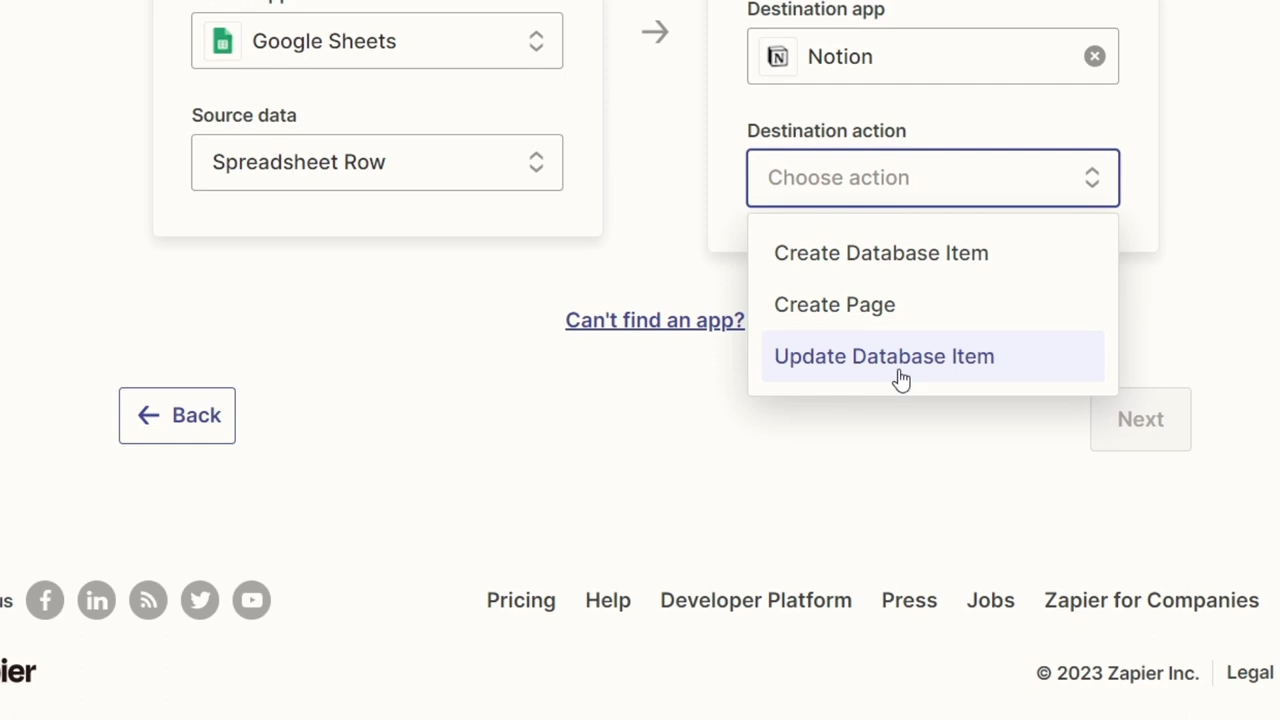 Google Sheets
Source data
Spreadsheet Row
Destination app
Notion
Destination action
Choose action
Create Database Item
Create Page
Update Database Item
Can't find an app?
Back
Next
us
Pricing
Help
Developer Platform
Press
Jobs
Zapier for Companies
pier
© 2023 Zapier Inc.
Legal